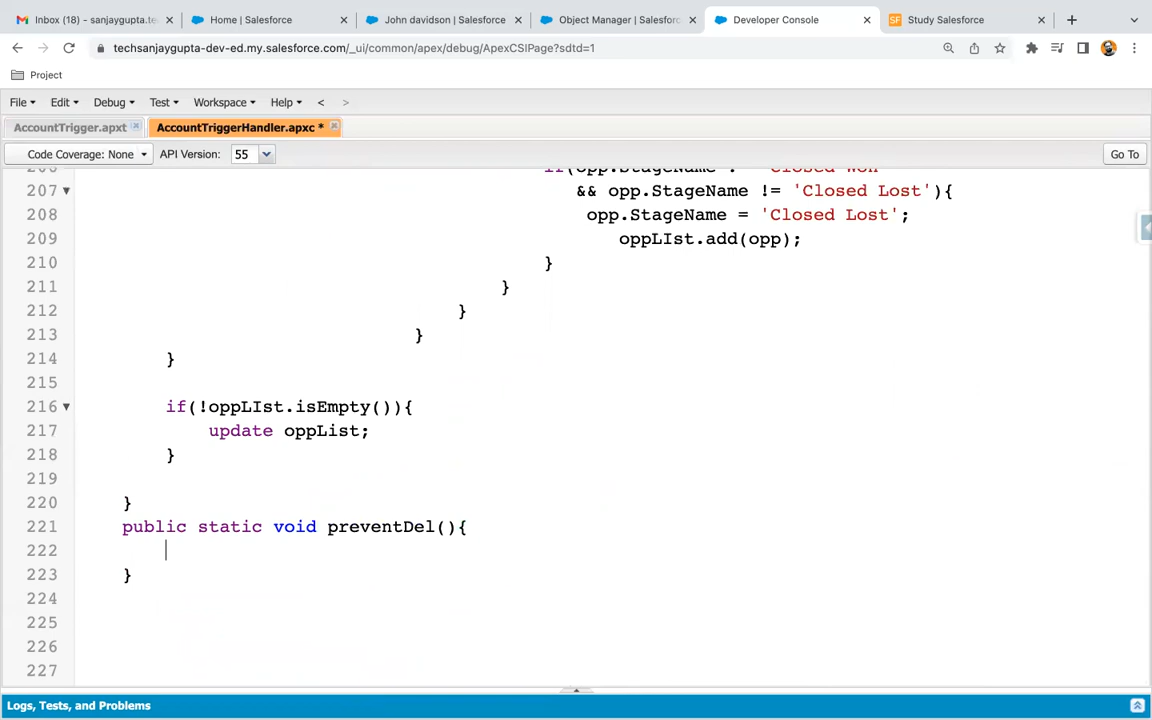 Inbox (18) - sanjaygupta.te
Home | Salesforce
John davidson | Salesforce
Object Manager | Salesforc
Developer Console
Study Salesforce
techsanjaygupta-dev-ed.my.salesforce.com/_ui/common/apex/debug/ApexCSIPage?sdtd=1
Project
File Edit Debug Test Workspace Help < >
AccountTrigger.apxt AccountTriggerHandler.apxc *
Code Coverage: None API Version: 55 Go To
207 && opp.StageName != 'Closed Lost'){
208 opp.StageName = 'Closed Lost';
209 oppLIst.add(opp);
210 }
211 }
212 }
213 }
214 }
215
216 if(!oppLIst.isEmpty()){
217 update oppList;
218 }
219
220 }
221 public static void preventDel(){
222
223 }
224
225
226
227
Logs, Tests, and Problems